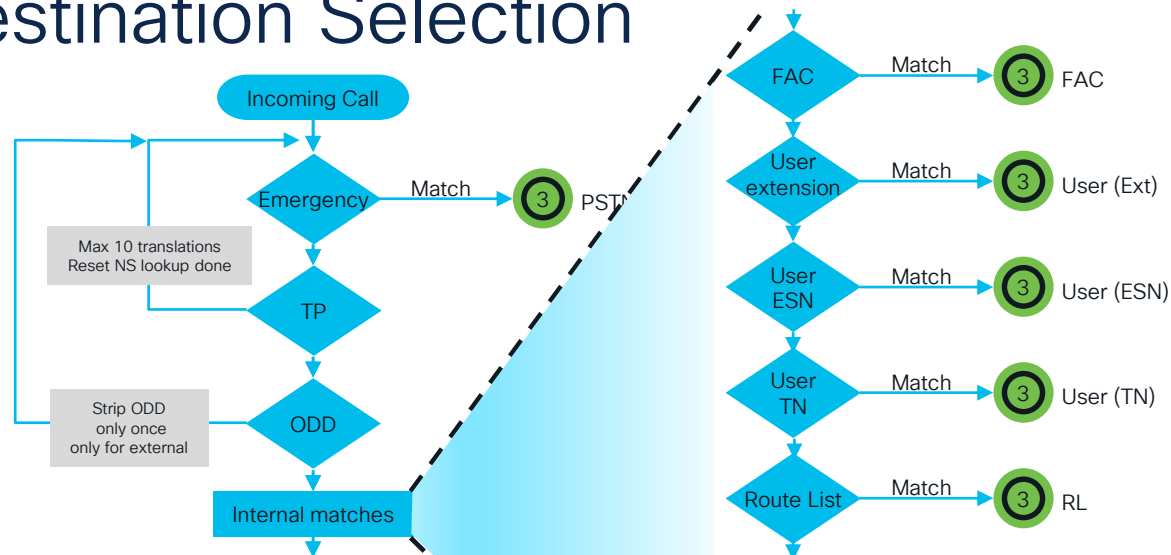 estination Selection
Incoming Call
Emergency
Match
3
PSTN
Max 10 translations
Reset NS lookup done
TP
Strip ODD
only once
only for external
ODD
Internal matches
FAC
Match
3
FAC
User
extension
Match
3
User (Ext)
User
ESN
Match
3
User (ESN)
User
TN
Match
3
User (TN)
Route List
Match
3
RL